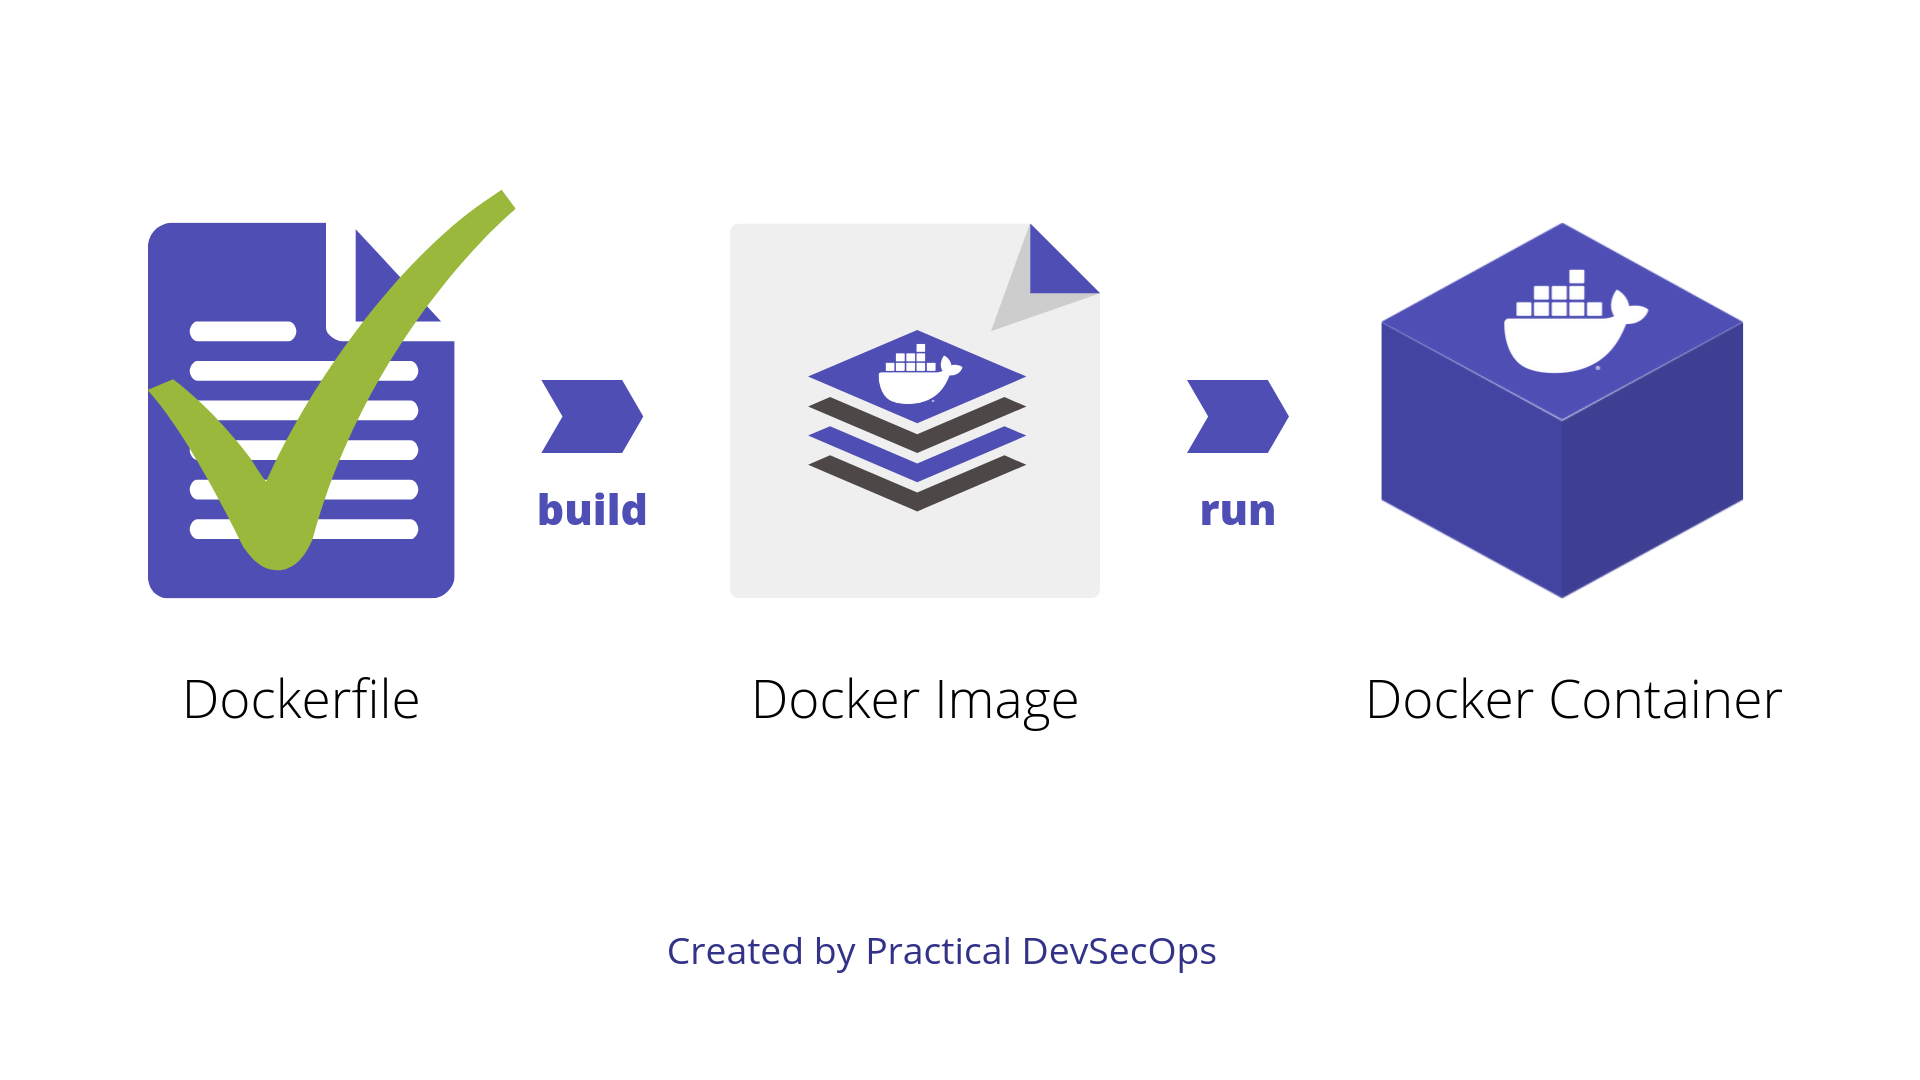 build
run
Dockerfile
Docker Image
Docker Container
Created by Practical DevSecOps